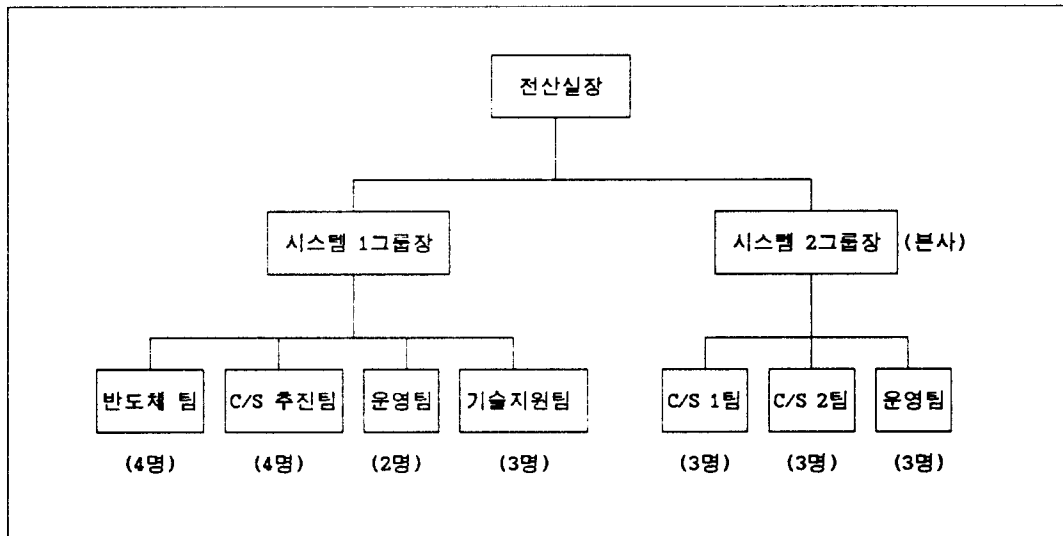 전산실장
시스템 1그룹장
시스템 2그룹장 (본사)
반도체 팀 C/S 추진팀 운영팀 기술지원팀 C/S 1팀 C/S 2팀 운영팀
(4명) (4명) (2명) (3명) (3명) (3명) (3명)